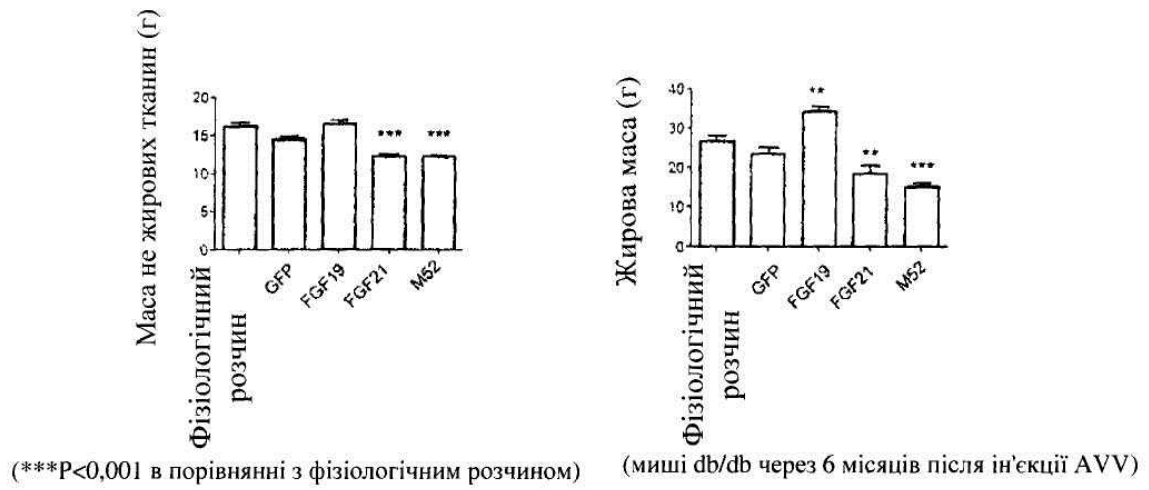 Маса не жирових тканин (г)
20
15
10
5
0
***
***
Фізіологічний
розчин
GFP
FGF19
FGF21
M52
(***P<0,001 в порівнянні з фізіологічним розчином)
Жирова маса (г)
40
30
20
10
0
**
**
***
Фізіологічний
розчин
GFP
FGF19
FGF21
M52
(миші db/db через 6 місяців після ін'єкції AVV)